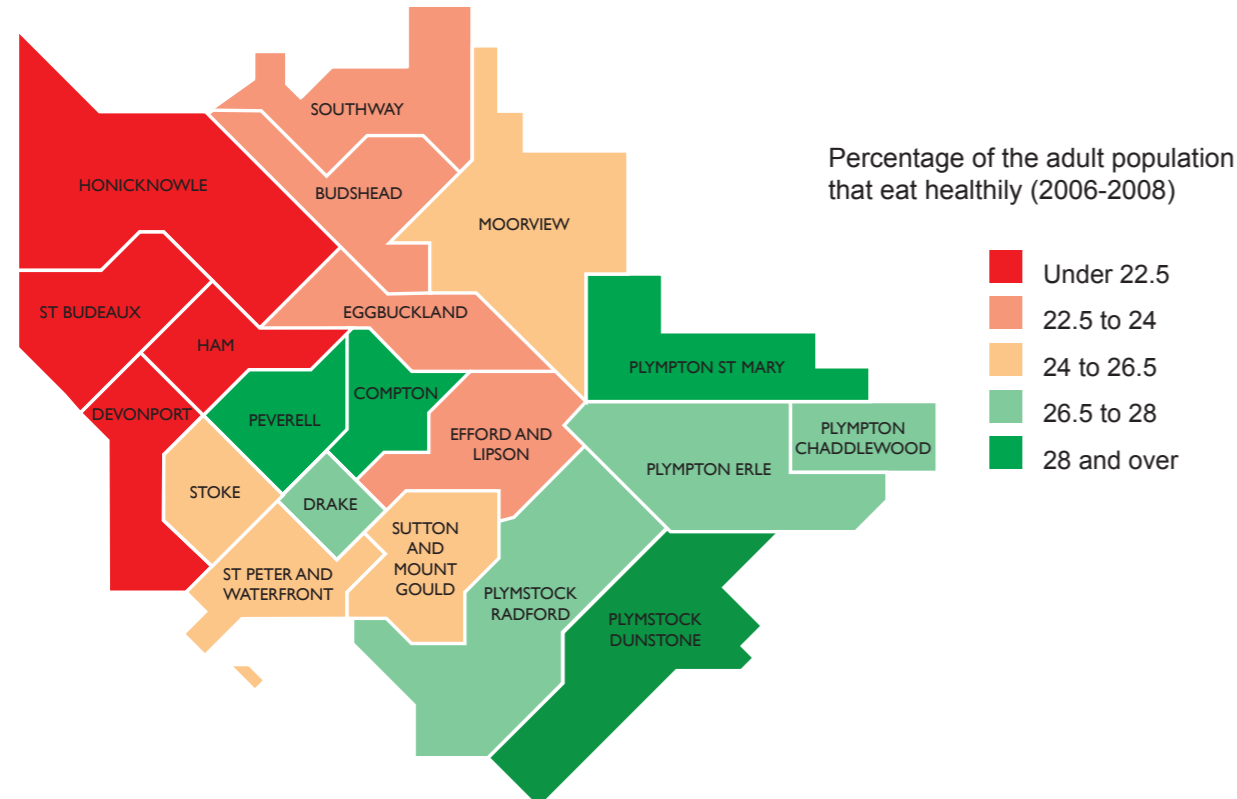 SOUTHWAY
HONICKNOWLE
BUDSHEAD
MOORVIEW
ST BUDEAUX
EGGBUCKLAND
HAM
PLYMPTON ST MARY
COMPTON
DEVONPORT
PEVERELL
EFFORD AND
LIPSON
PLYMPTON
CHADDLEWOOD
PLYMPTON ERLE
STOKE
DRAKE
SUTTON
AND
MOUNT
GOULD
ST PETER AND
WATERFRONT
PLYMSTOCK
RADFORD
PLYMSTOCK
DUNSTONE
Percentage of the adult population
that eat healthily (2006-2008)
Under 22.5
22.5 to 24
24 to 26.5
26.5 to 28
28 and over